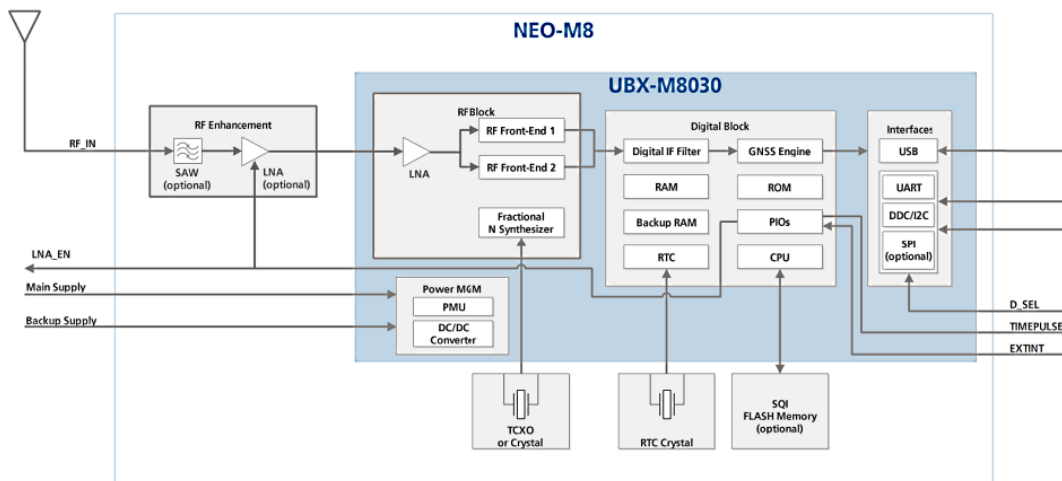 NEO-M8
UBX-M8030
RF_IN
RF Enhancement
SAW
(optional)
LNA
(optional)
RFBlock
LNA
RF Front-End 1
RF Front-End 2
Fractional
N Synthesizer
Digital Block
Digital IF Filter
GNSS Engine
RAM
ROM
Backup RAM
PIOs
RTC
CPU
Interfaces
USB
UART
DDC/I2C
SPI
(optional)
LNA_EN
Main Supply
Backup Supply
Power MGM
PMU
DC/DC
Converter
D_SEL
TIMEPULSE
EXTINT
TCXO
or Crystal
RTC Crystal
SQI
FLASH Memory
(optional)